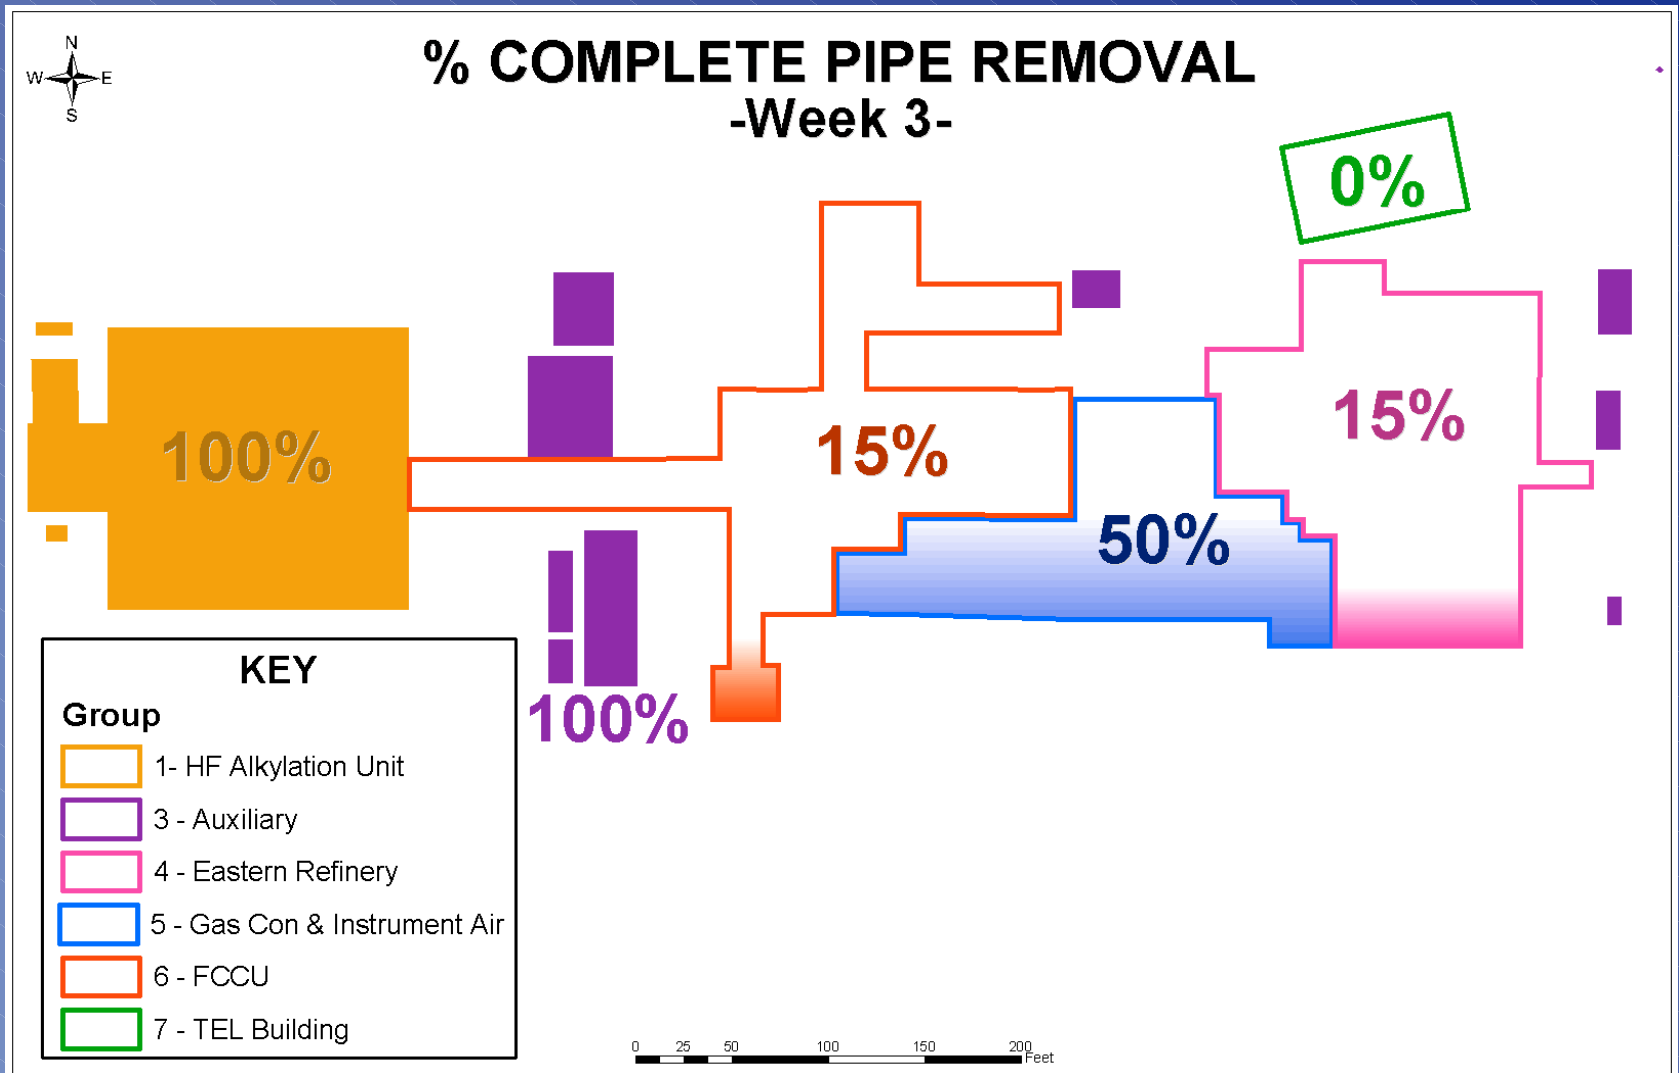 % COMPLETE PIPE REMOVAL
-Week 3-
N
W E
S
0%
100%
15%
15%
50%
100%
KEY
Group
1- HF Alkylation Unit
3 - Auxiliary
4 - Eastern Refinery
5 - Gas Con & Instrument Air
6 - FCCU
7 - TEL Building
0 25 50 100 150 200
Feet